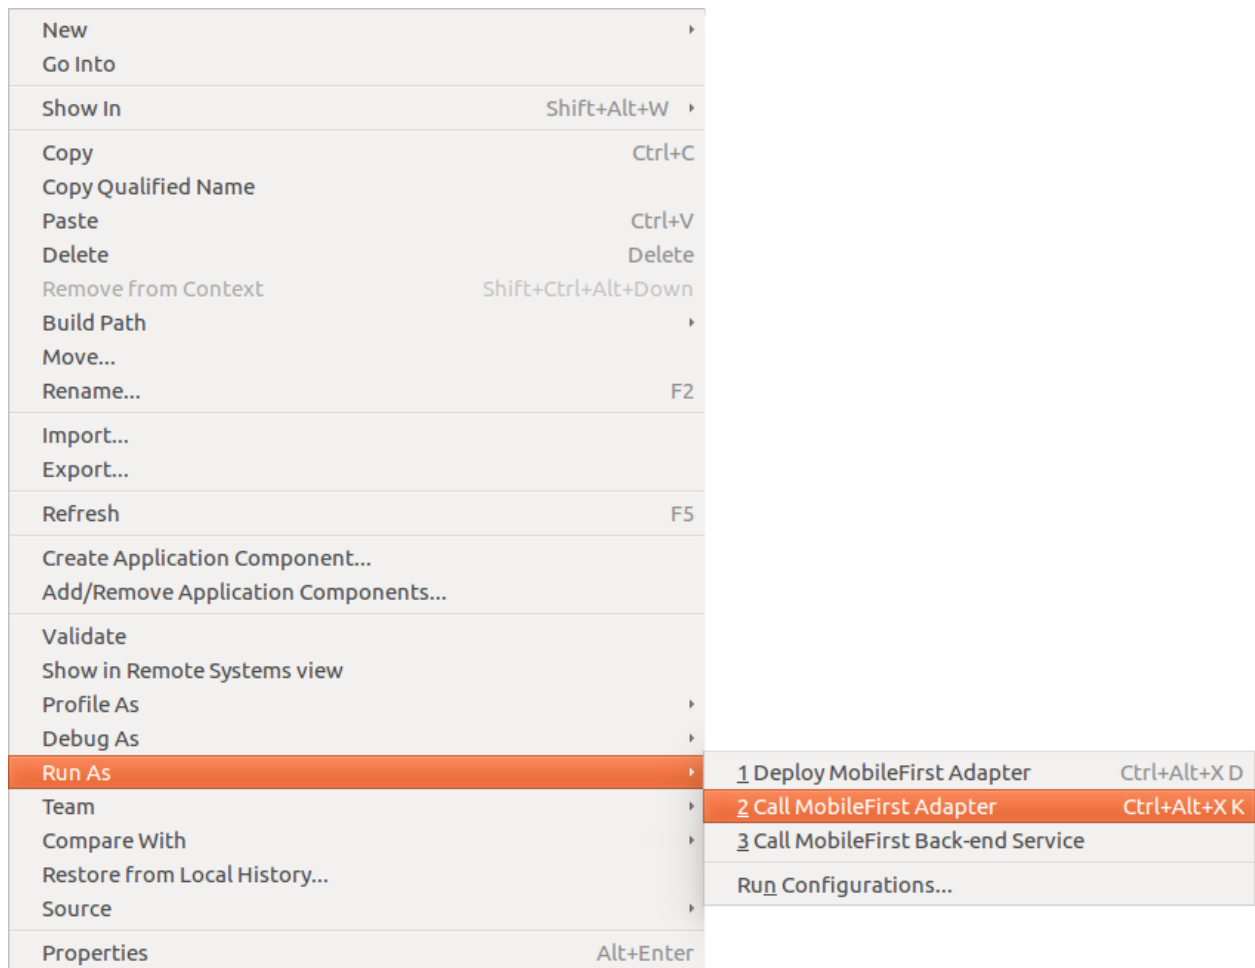 New
Go Into
Show In Shift+Alt+W
Copy Ctrl+C
Copy Qualified Name
Paste Ctrl+V
Delete Delete
Remove from Context Shift+Ctrl+Alt+Down
Build Path
Move...
Rename... F2
Import...
Export...
Refresh F5
Create Application Component...
Add/Remove Application Components...
Validate
Show in Remote Systems view
Profile As
Debug As
Run As
Team
Compare With
Restore from Local History...
Source
Properties Alt+Enter
1 Deploy MobileFirst Adapter Ctrl+Alt+X D
2 Call MobileFirst Adapter Ctrl+Alt+X K
3 Call MobileFirst Back-end Service
Run Configurations...